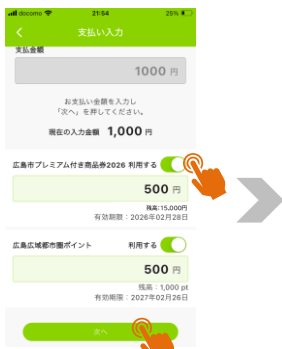 docomo 21:54 25%
支払い入力
支払金額
1000 円
お支払い金額を入力し
「次へ」を押してください。
現在の入力金額 1,000 円
広島市プレミアム付き商品券2026 利用する
500 円
残高:15,000円
有効期限:2026年02月28日
広島広域都市圏ポイント 利用する
500 円
残高:1,000 pt
有効期限:2027年02月26日
次へ